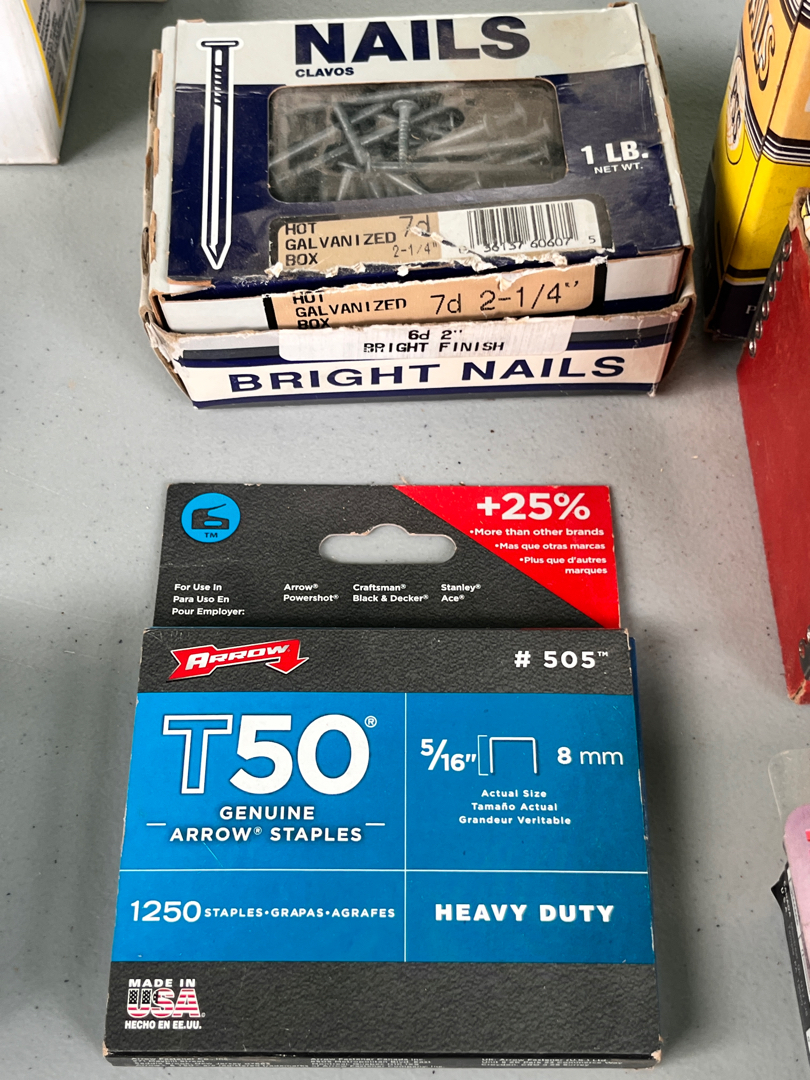 NAILS
CLAVOS
1 LB.
NET WT.
HOT
GALVANIZED
BOX
7d
2-1/4"
36137 60607 5
HOT
GALVANIZED 7d 2-1/4"
BOX
6d 2"
BRIGHT FINISH
BRIGHT NAILS
+25%
•More than other brands
•Mas que otras marcas
•Plus que d'autres
marques
TM
For Use In
Para Uso En
Pour Employer:
Arrow® Craftsman® Stanley®
Powershot® Black & Decker® Ace®
ARROW
# 505™
T50®
GENUINE
ARROW® STAPLES
5/16" 8 mm
Actual Size
Tamaño Actual
Grandeur Veritable
1250 STAPLES•GRAPAS•AGRAFES
HEAVY DUTY
MADE IN
USA
HECHO EN EE.UU.